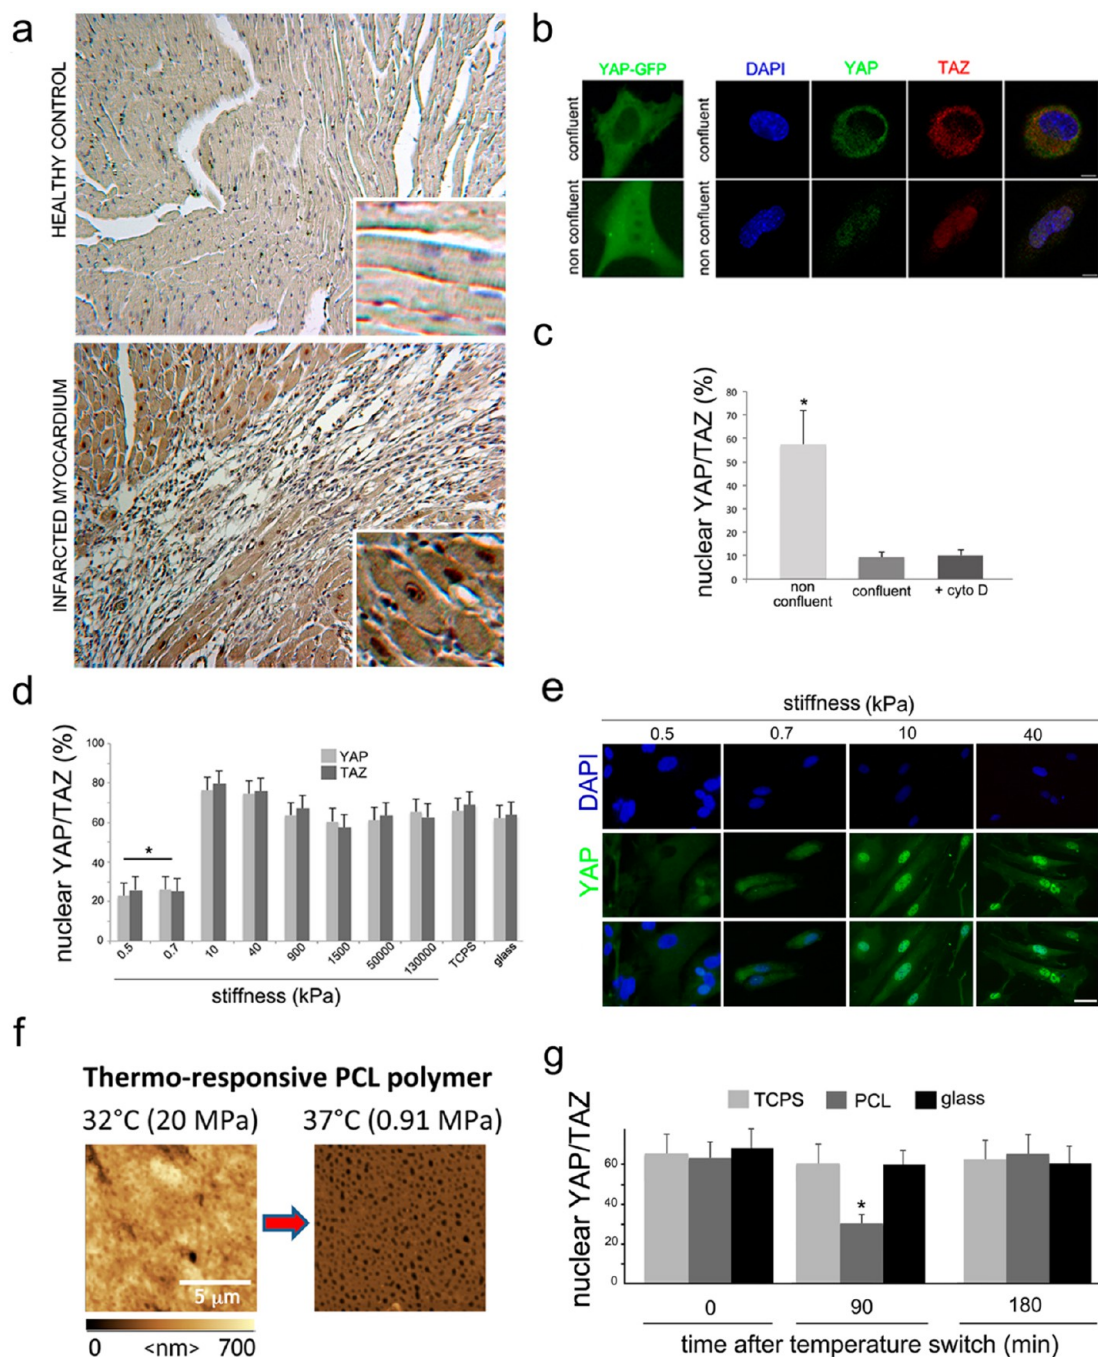 a
HEALTHY CONTROL
INFARCTED MYOCARDIUM
b
YAP-GFP DAPI YAP TAZ
confluent confluent
non confluent non confluent
c
nuclear YAP/TAZ (%)
80
70
60
50
40
30
20
10
0
*
non confluent confluent + cyto D
d
nuclear YAP/TAZ (%)
100
80
60
40
20
0
YAP
TAZ
*
0.5 0.7 10 40 900 1500 50000 130000 TCPS glass
stiffness (kPa)
e
stiffness (kPa)
0.5 0.7 10 40
DAPI
YAP
f
Thermo-responsive PCL polymer
32°C (20 MPa) 37°C (0.91 MPa)
5 μm
0 <nm> 700
g
TCPS PCL glass
nuclear YAP/TAZ
60
40
20
0
*
0 90 180
time after temperature switch (min)